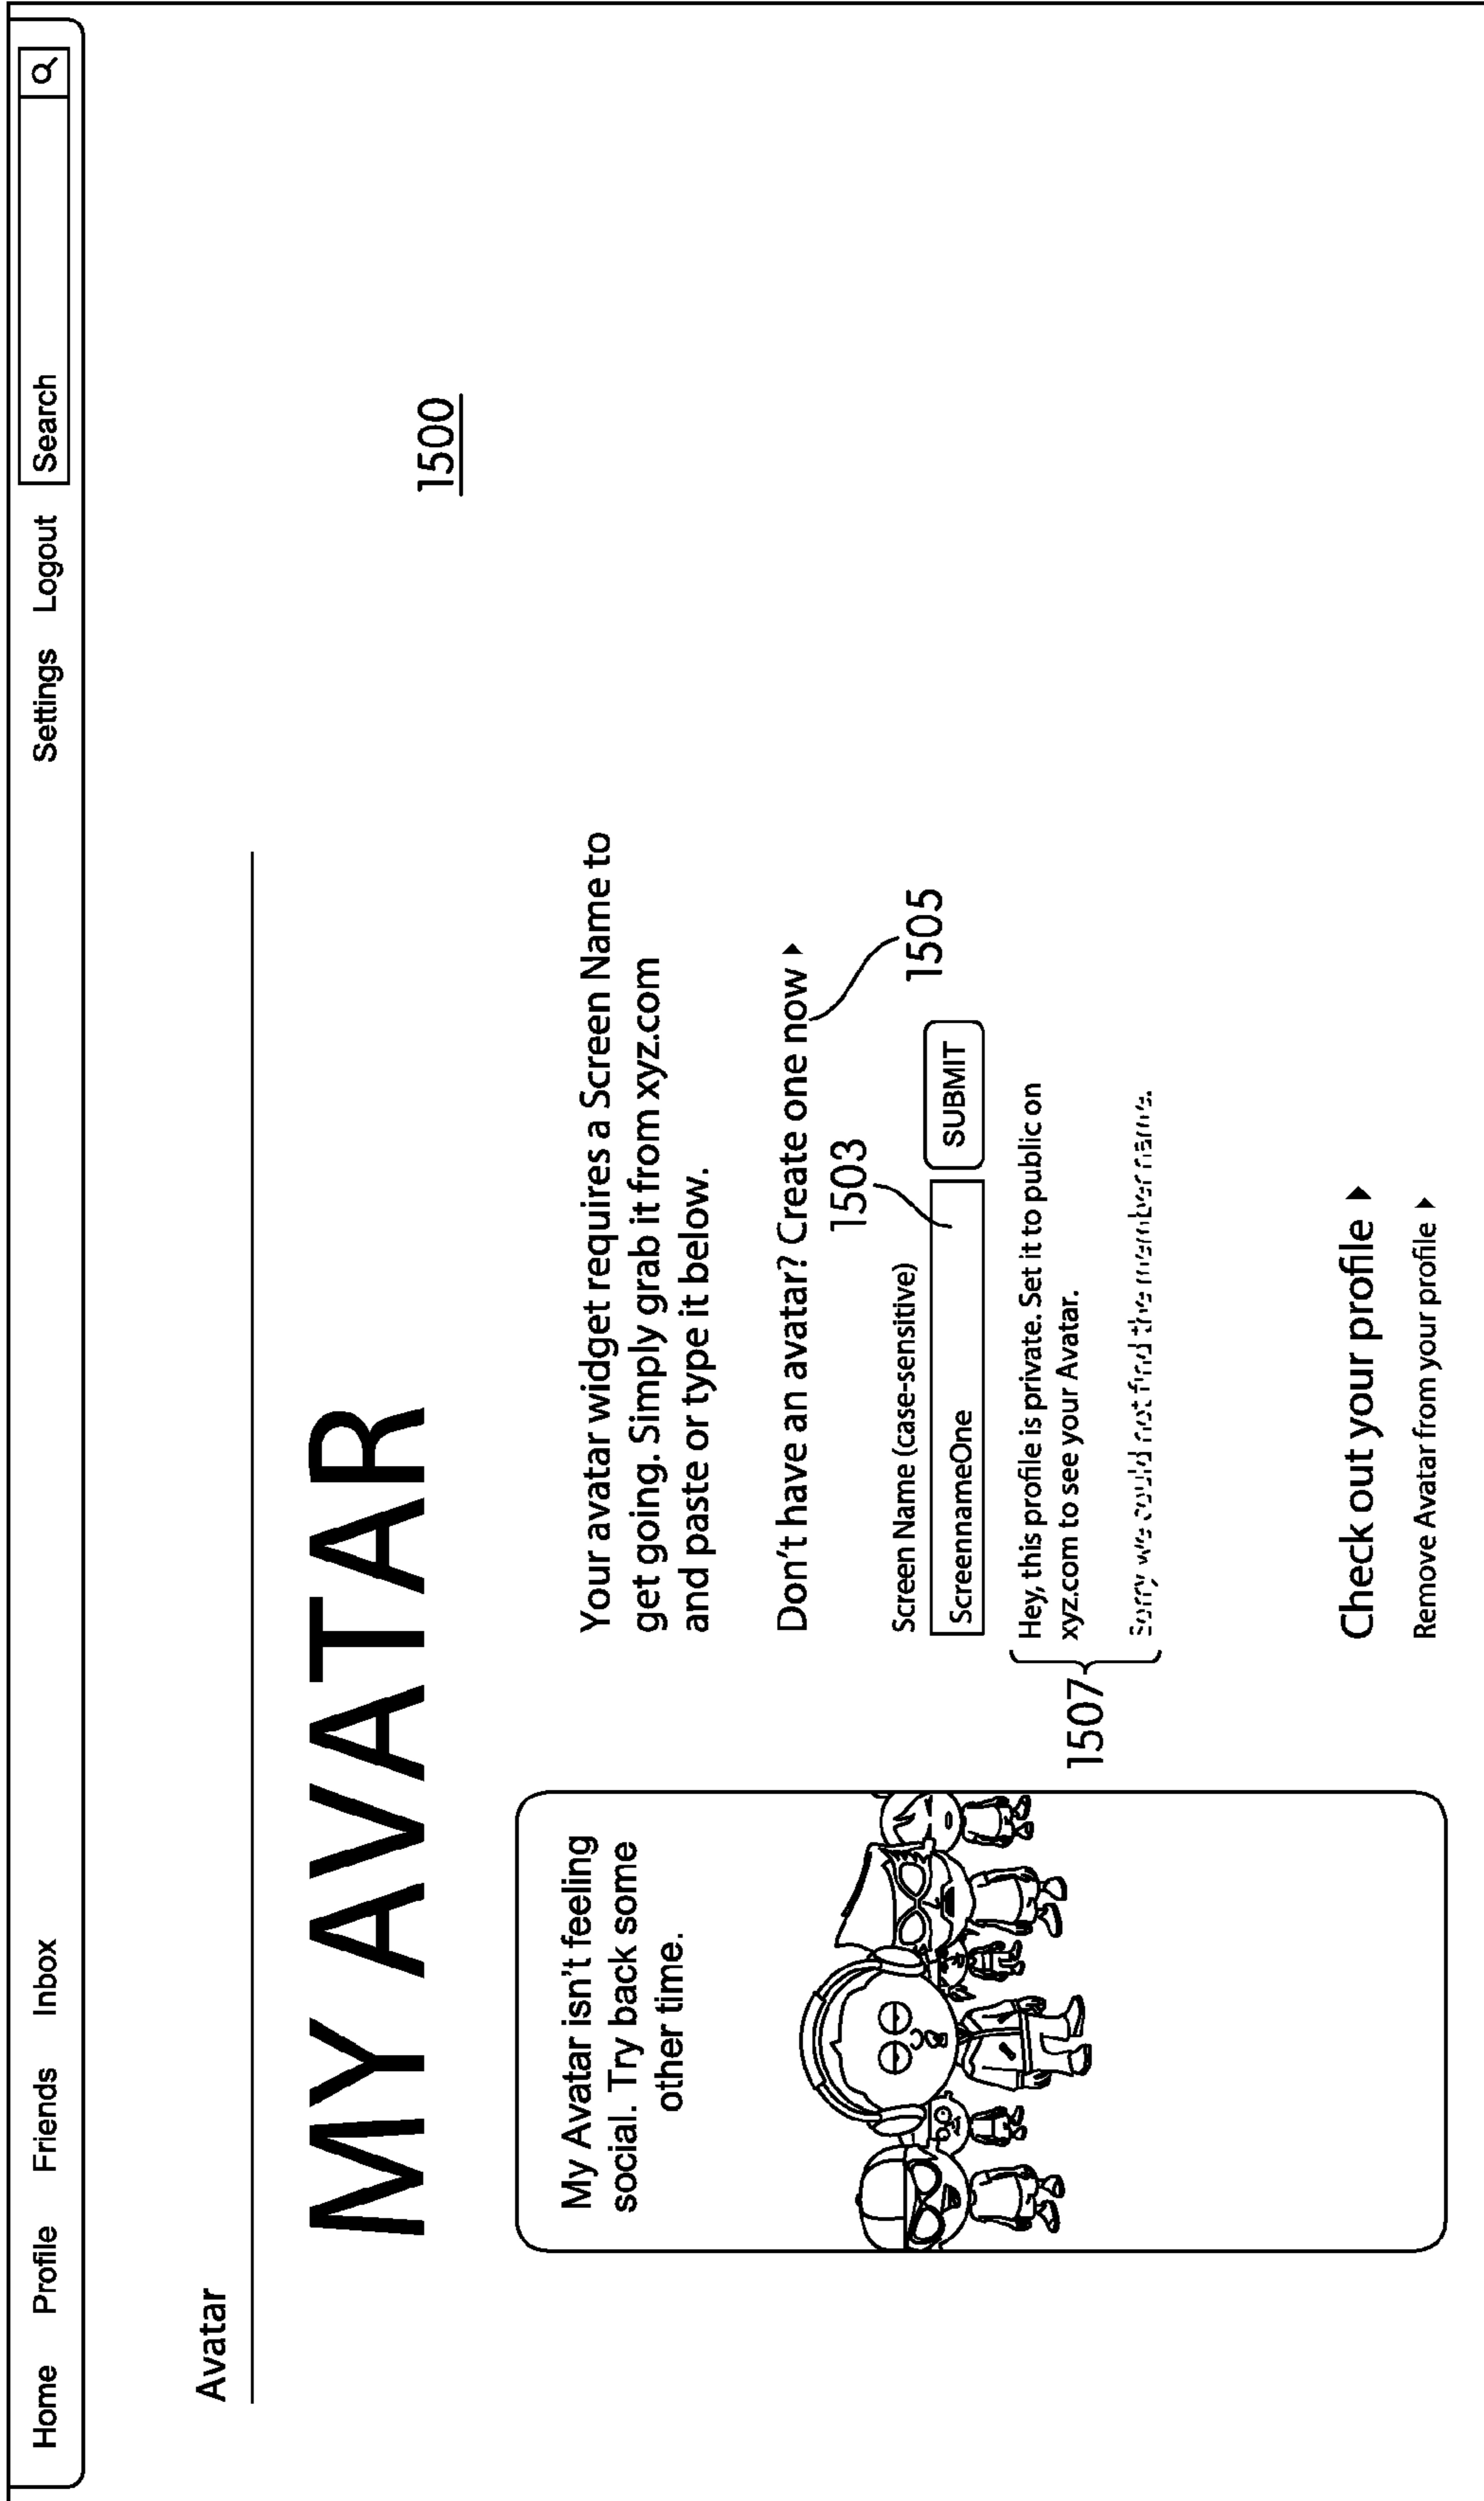 Home Profile Friends Inbox Settings Logout Search
Avatar
MY AVATAR
1500
My Avatar isn't feeling
social. Try back some
other time.
Your avatar widget requires a Screen Name to
get going. Simply grab it from xyz.com
and paste or type it below.
Don't have an avatar? Create one now
1503
1505
Screen Name (case-sensitive)
ScreennameOne SUBMIT
1507
Hey, this profile is private. Set it to public on
xyz.com to see your Avatar.
Sorry we could not find the member name.
Check out your profile
Remove Avatar from your profile